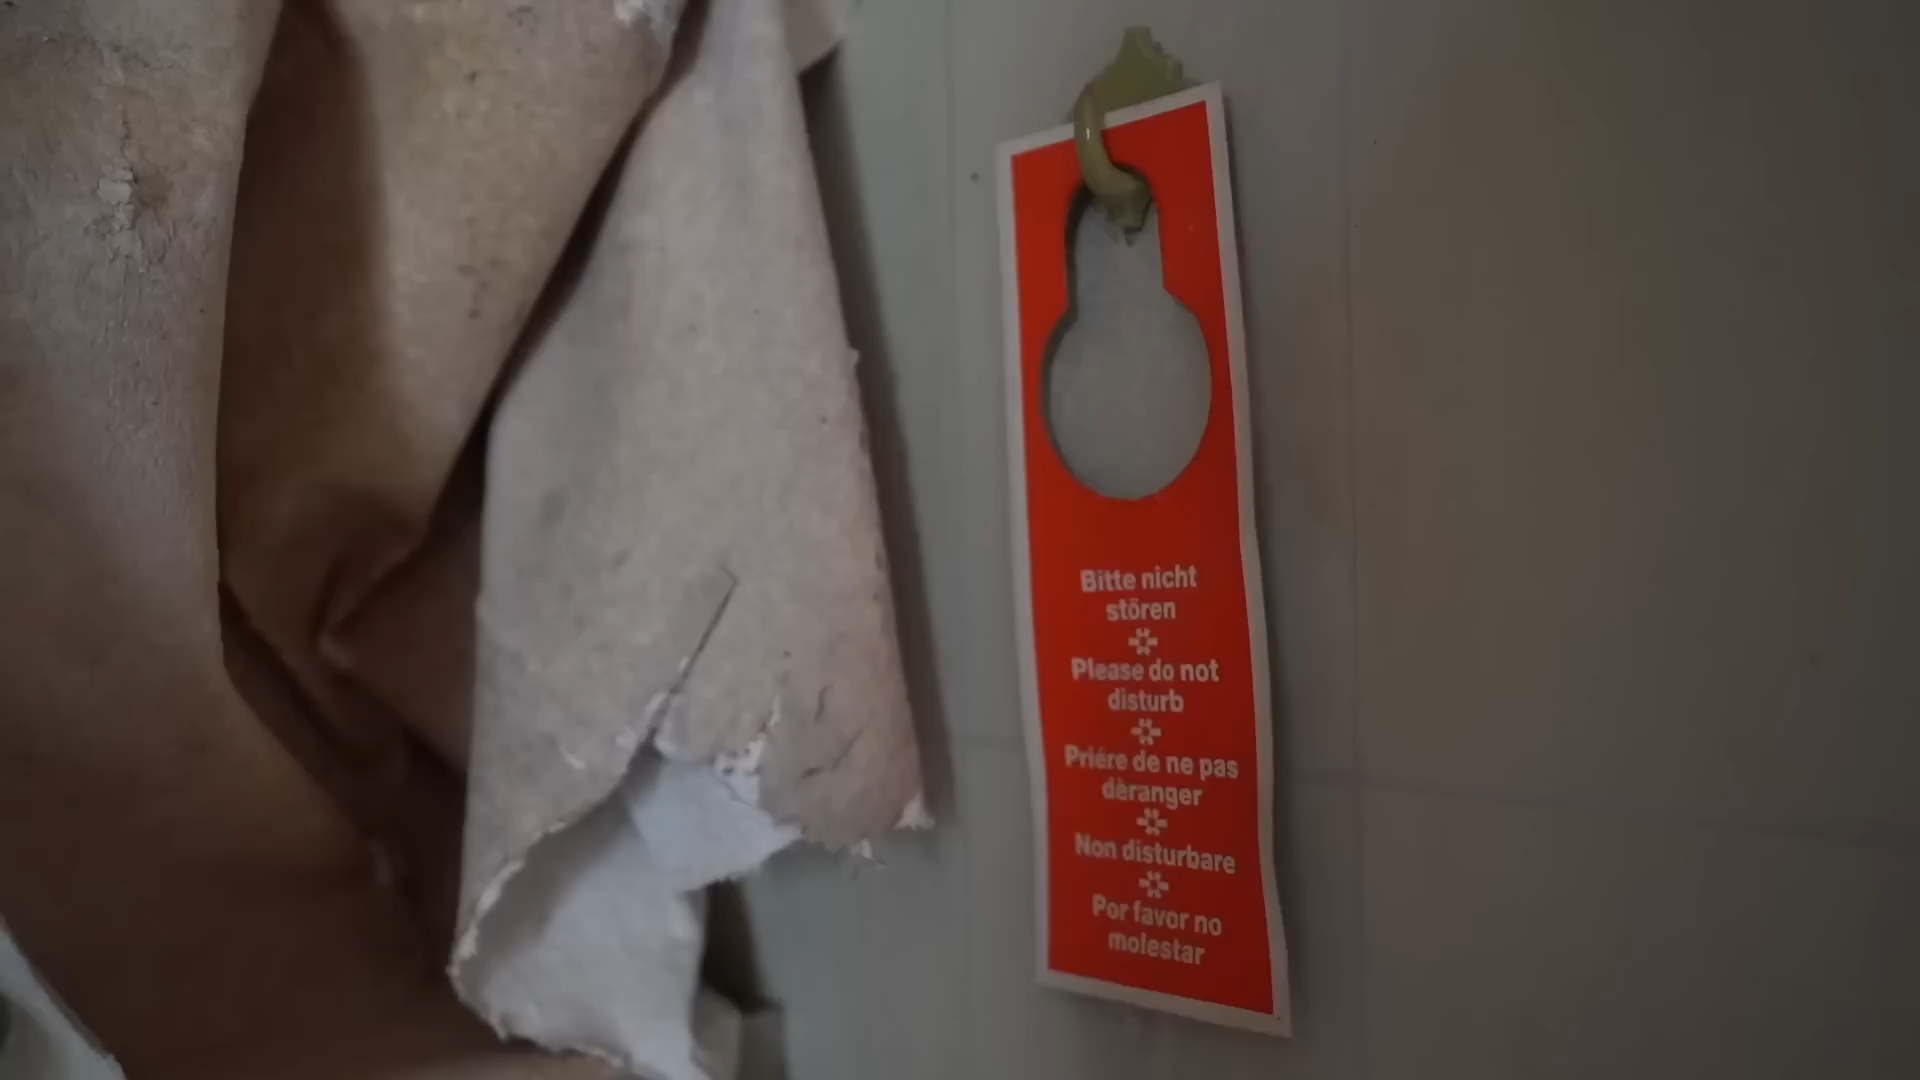 Bitte nicht
stören
Please do not
disturb
Priére de ne pas
dèranger
Non disturbare
Por favor no
molestar